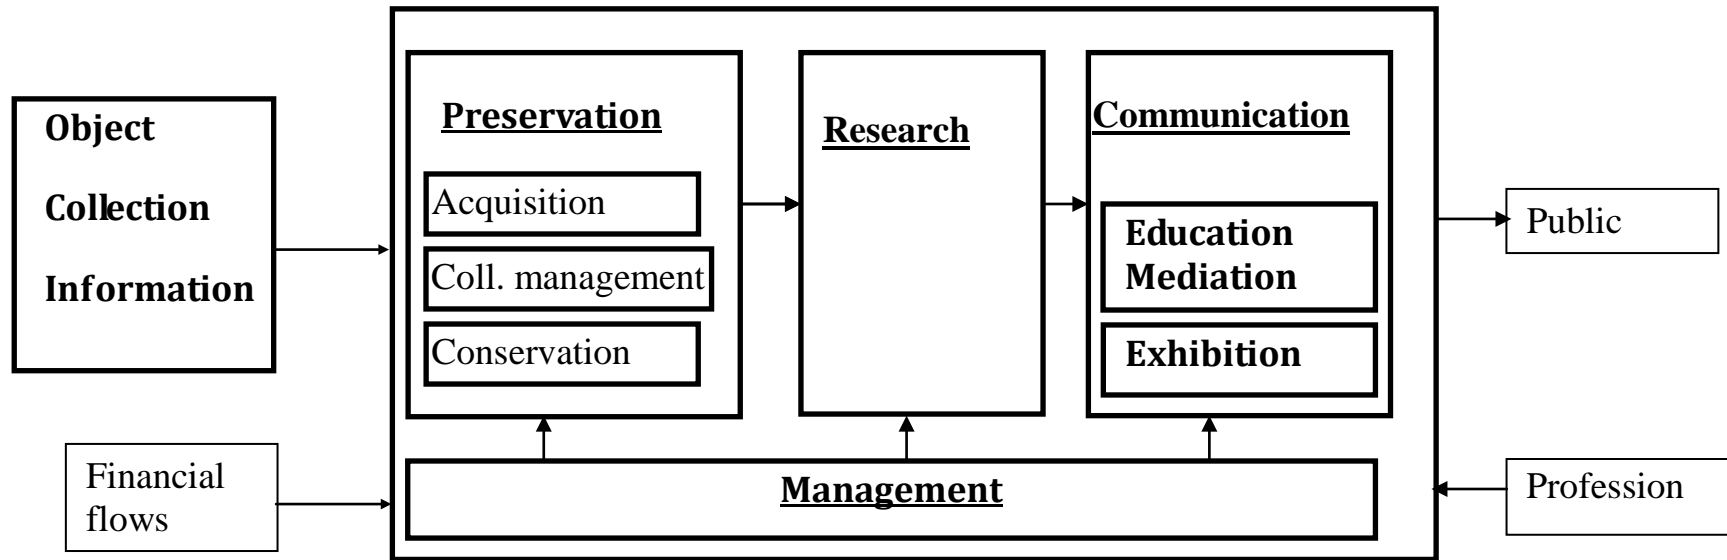 Object
Collection
Information
Financial
flows
Preservation
Acquisition
Coll. management
Conservation
Research
Communication
Education
Mediation
Exhibition
Management
Public
Profession